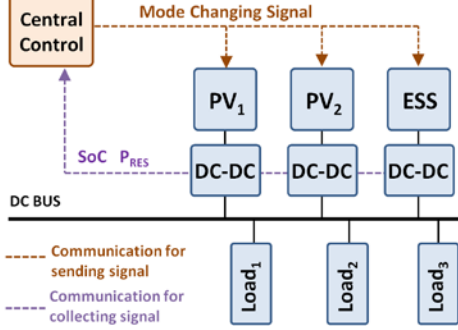 Central
Control
Mode Changing Signal
PV₁
PV₂
ESS
SoC P_RES
DC-DC
DC-DC
DC-DC
DC BUS
Load₁
Load₂
Load₃
Communication for
sending signal
Communication for
collecting signal